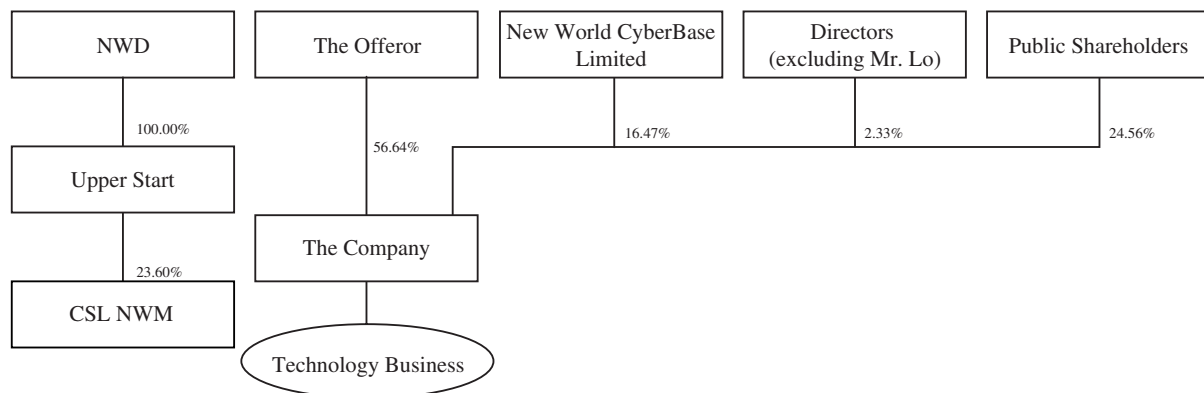 NWD
The Offeror
New World CyberBase
Limited
Directors
(excluding Mr. Lo)
Public Shareholders
100.00%
56.64%
16.47%
2.33%
24.56%
Upper Start
The Company
23.60%
CSL NWM
Technology Business